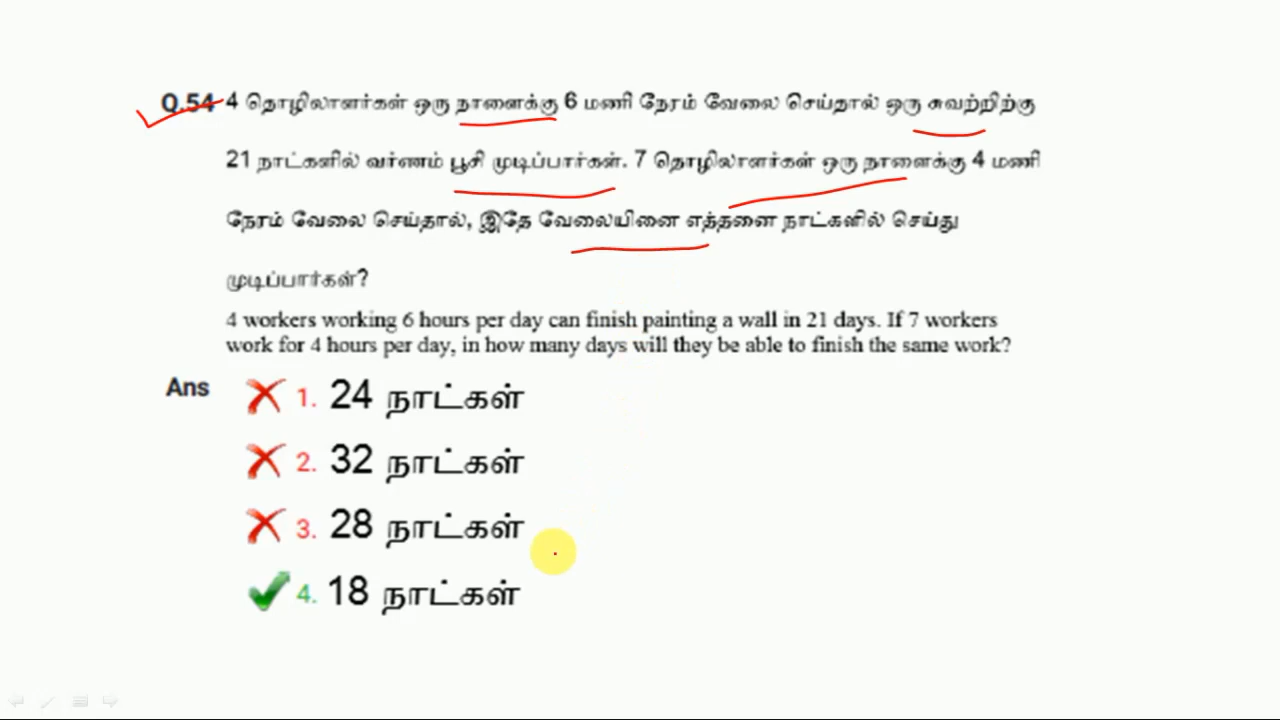 Q.54 4 தொழிலாளர்கள் ஒரு நாளைக்கு 6 மணி நேரம் வேலை செய்தால் ஒரு சுவற்றிற்கு
21 நாட்களில் வர்ணம் பூசி முடிப்பார்கள். 7 தொழிலாளர்கள் ஒரு நாளைக்கு 4 மணி
நேரம் வேலை செய்தால், இதே வேலையினை எத்தனை நாட்களில் செய்து
முடிப்பார்கள்?
4 workers working 6 hours per day can finish painting a wall in 21 days. If 7 workers
work for 4 hours per day, in how many days will they be able to finish the same work?
Ans 1. 24 நாட்கள்
2. 32 நாட்கள்
3. 28 நாட்கள்
4. 18 நாட்கள்